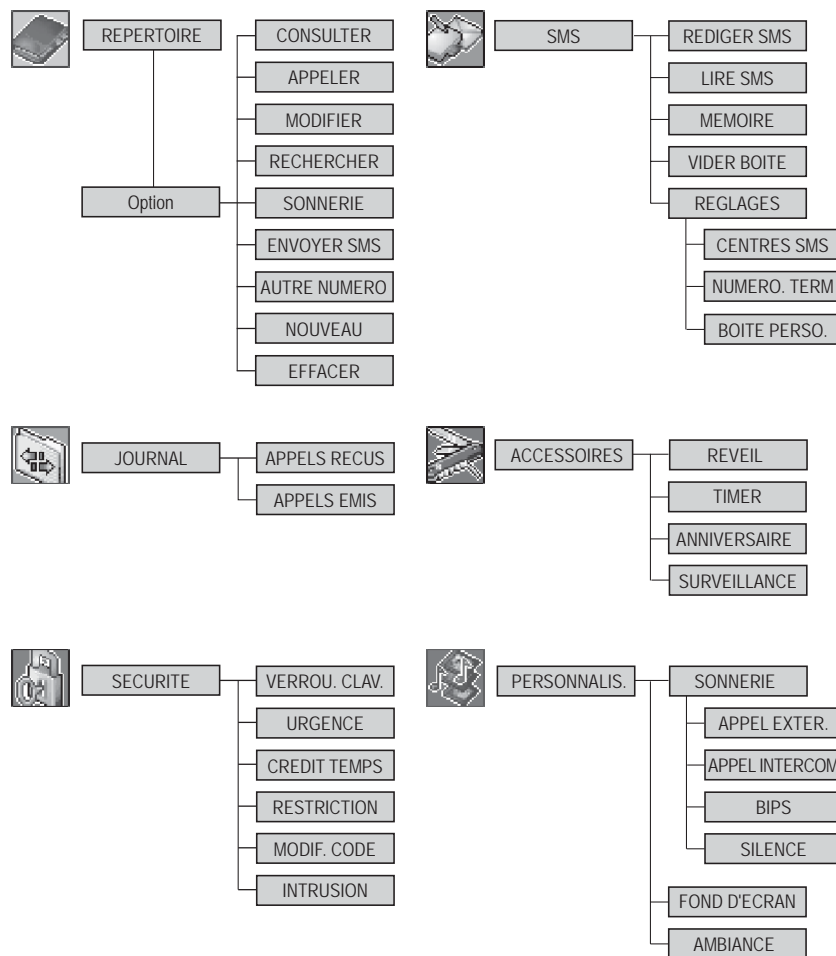 REPERTOIRE
CONSULTER
APPELER
MODIFIER
RECHERCHER
Option
SONNERIE
ENVOYER SMS
AUTRE NUMERO
NOUVEAU
EFFACER
SMS
REDIGER SMS
LIRE SMS
MEMOIRE
VIDER BOITE
REGLAGES
CENTRES SMS
NUMERO. TERM
BOITE PERSO.
JOURNAL
APPELS RECUS
APPELS EMIS
ACCESSOIRES
REVEIL
TIMER
ANNIVERSAIRE
SURVEILLANCE
SECURITE
VERROU. CLAV.
URGENCE
CREDIT TEMPS
RESTRICTION
MODIF. CODE
INTRUSION
PERSONNALIS.
SONNERIE
APPEL EXTER.
APPEL INTERCOM
BIPS
SILENCE
FOND D'ECRAN
AMBIANCE